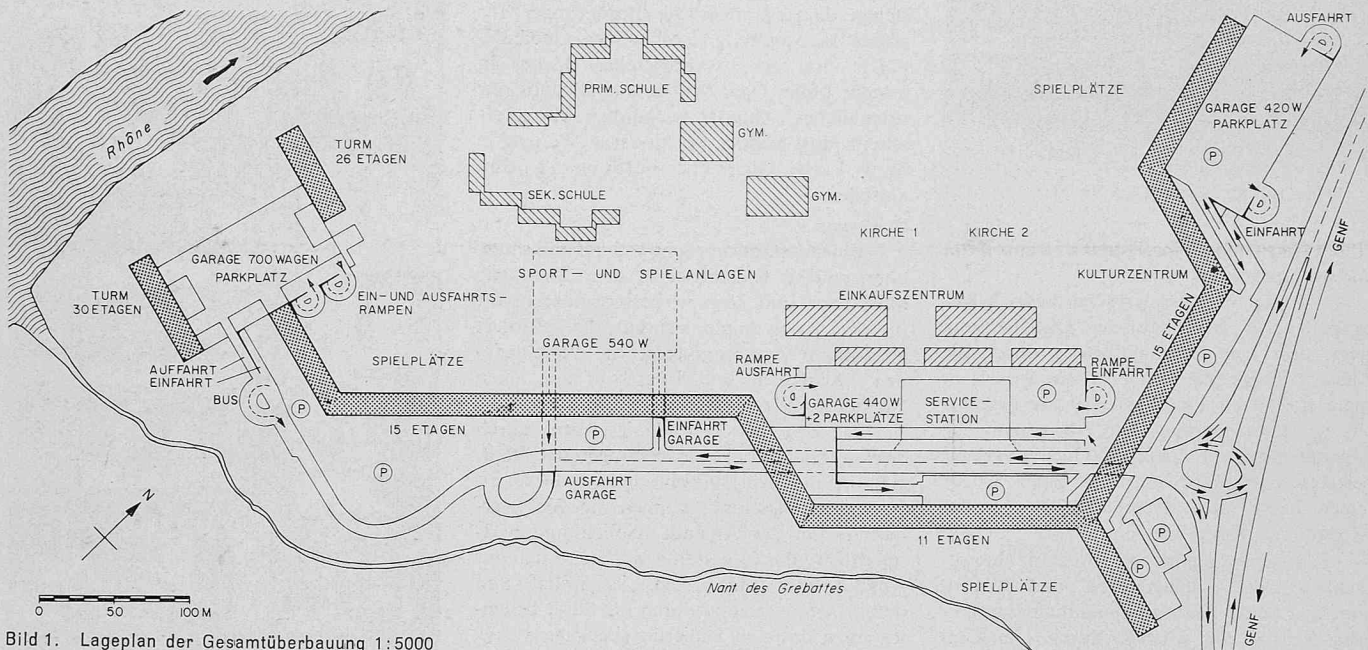 AUSFAHRT
D
PRIM. SCHULE
SPIELPLÄTZE
GARAGE 420 W
PARKPLATZ
Rhône
TURM
26 ETAGEN
GYM.
P
SEK. SCHULE
GYM.
D
KIRCHE 1
KIRCHE 2
EINFAHRT
GENF
GARAGE 700 WAGEN
PARKPLATZ
SPORT- UND SPIELANLAGEN
KULTURZENTRUM
TURM
30 ETAGEN
D
D
EIN- UND AUSFAHRTS-
RAMPEN
EINKAUFSZENTRUM
15 ETAGEN
GARAGE 540 W
SPIELPLÄTZE
RAMPE
AUSFAHRT
RAMPE
EINFAHRT
P
AUFFAHRT
EINFAHRT
BUS
D
P
D
P
D
GARAGE 440 W
+2 PARKPLÄTZE
SERVICE-
STATION
15 ETAGEN
P
EINFAHRT
GARAGE
P
AUSFAHRT
GARAGE
P
N
11 ETAGEN
P
P
Nant des Grebattes
SPIELPLÄTZE
0 50 100 M
GENF
Bild 1. Lageplan der Gesamtüberbauung 1:5000